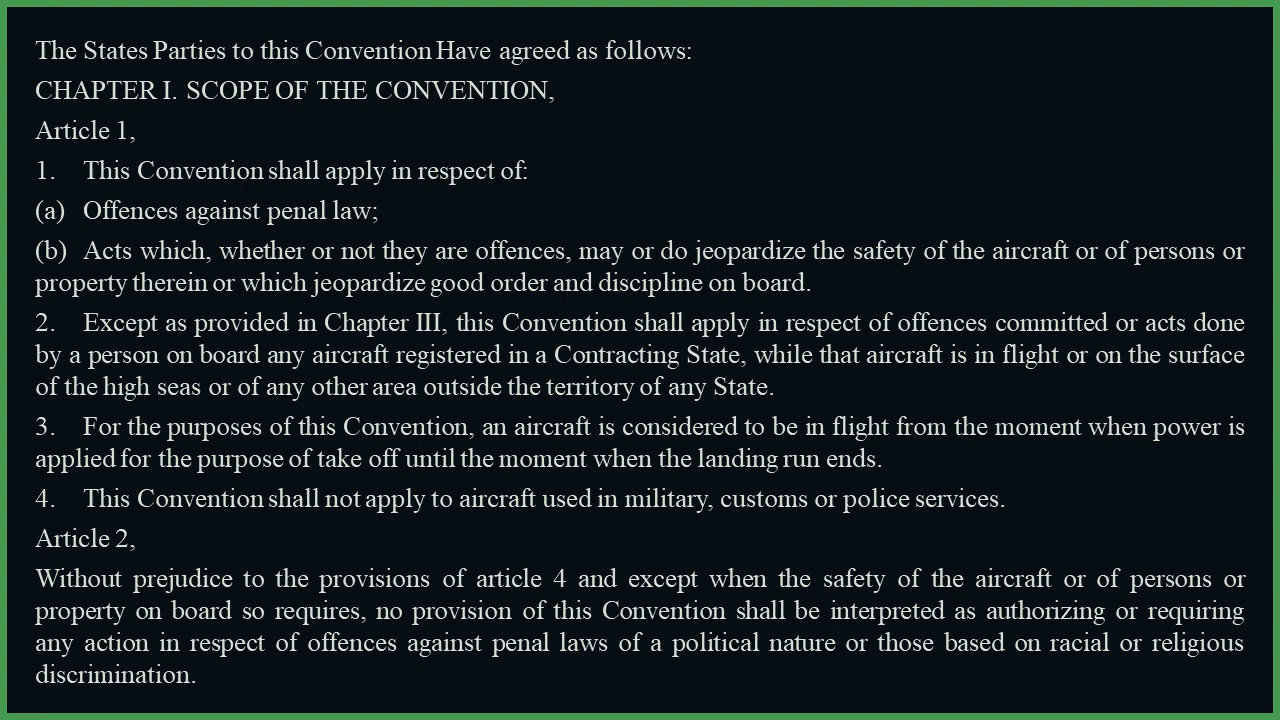 The States Parties to this Convention Have agreed as follows:
CHAPTER I. SCOPE OF THE CONVENTION,
Article 1,
1. This Convention shall apply in respect of:
(a) Offences against penal law;
(b) Acts which, whether or not they are offences, may or do jeopardize the safety of the aircraft or of persons or
property therein or which jeopardize good order and discipline on board.
2. Except as provided in Chapter III, this Convention shall apply in respect of offences committed or acts done
by a person on board any aircraft registered in a Contracting State, while that aircraft is in flight or on the surface
of the high seas or of any other area outside the territory of any State.
3. For the purposes of this Convention, an aircraft is considered to be in flight from the moment when power is
applied for the purpose of take off until the moment when the landing run ends.
4. This Convention shall not apply to aircraft used in military, customs or police services.
Article 2,
Without prejudice to the provisions of article 4 and except when the safety of the aircraft or of persons or
property on board so requires, no provision of this Convention shall be interpreted as authorizing or requiring
any action in respect of offences against penal laws of a political nature or those based on racial or religious
discrimination.